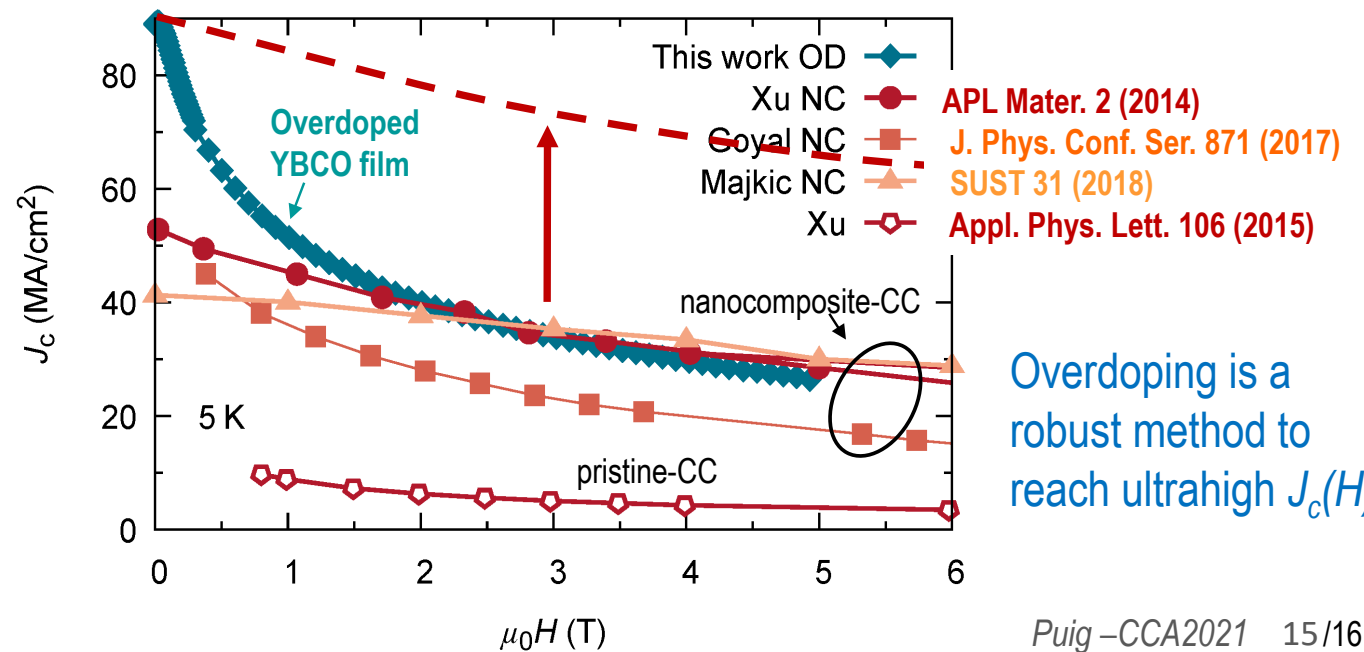 This work OD
Xu NC APL Mater. 2 (2014)
Goyal NC J. Phys. Conf. Ser. 871 (2017)
Majkic NC SUST 31 (2018)
Xu Appl. Phys. Lett. 106 (2015)
Overdoped
YBCO film
nanocomposite-CC
5 K
pristine-CC
Jc (MA/cm2)
80
60
40
20
0
0 1 2 3 4 5 6
μ0H (T)
Overdoping is a
robust method to
reach ultrahigh Jc(H)
Puig –CCA2021 15/16